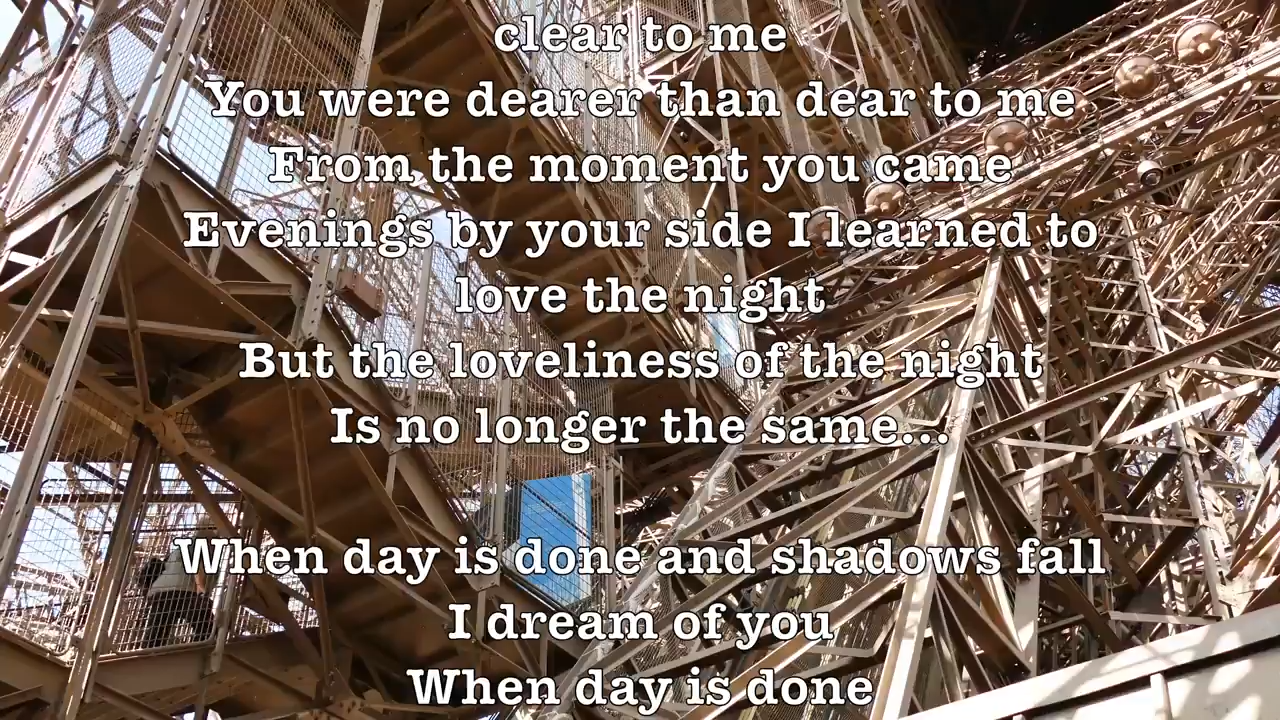 clear to me
You were dearer than dear to me
From the moment you came
Evenings by your side I learned to
love the night
But the loveliness of the night
Is no longer the same...
When day is done and shadows fall
I dream of you
When day is done